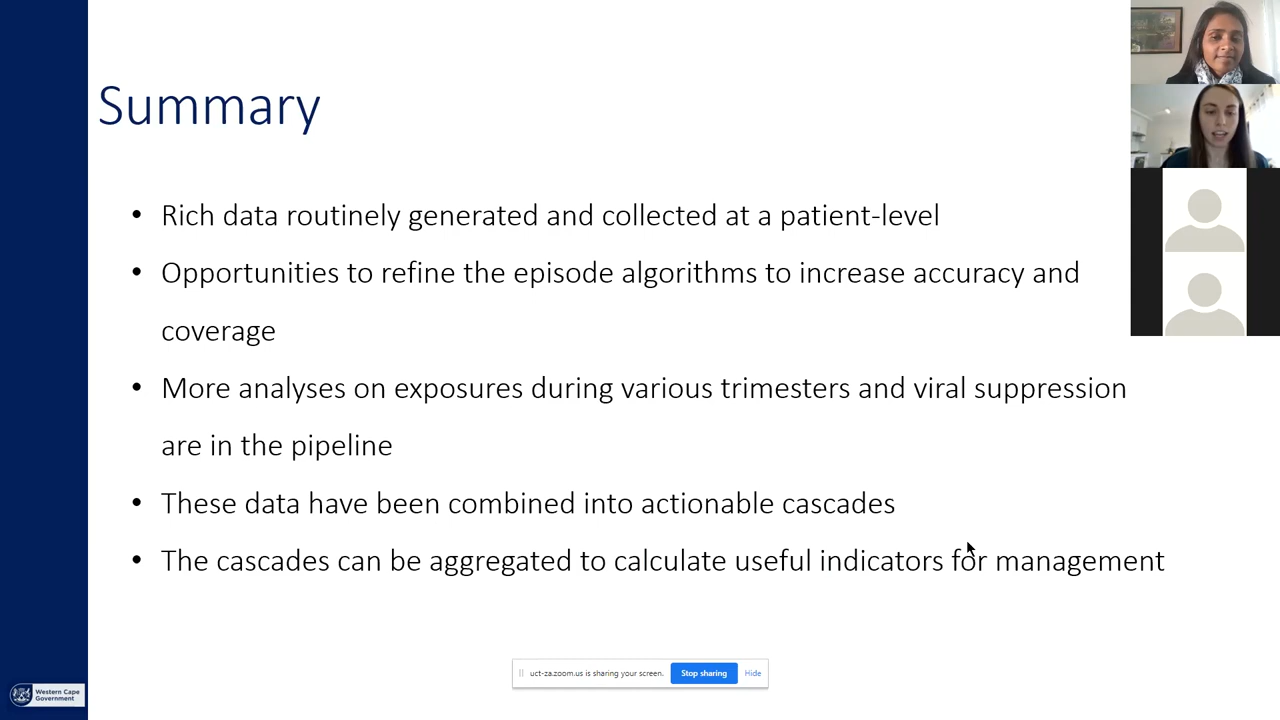 Summary
• Rich data routinely generated and collected at a patient-level
• Opportunities to refine the episode algorithms to increase accuracy and
coverage
• More analyses on exposures during various trimesters and viral suppression
are in the pipeline
• These data have been combined into actionable cascades
• The cascades can be aggregated to calculate useful indicators for management
uct-za.zoom.us is sharing your screen. Stop sharing Hide
Western Cape
Government